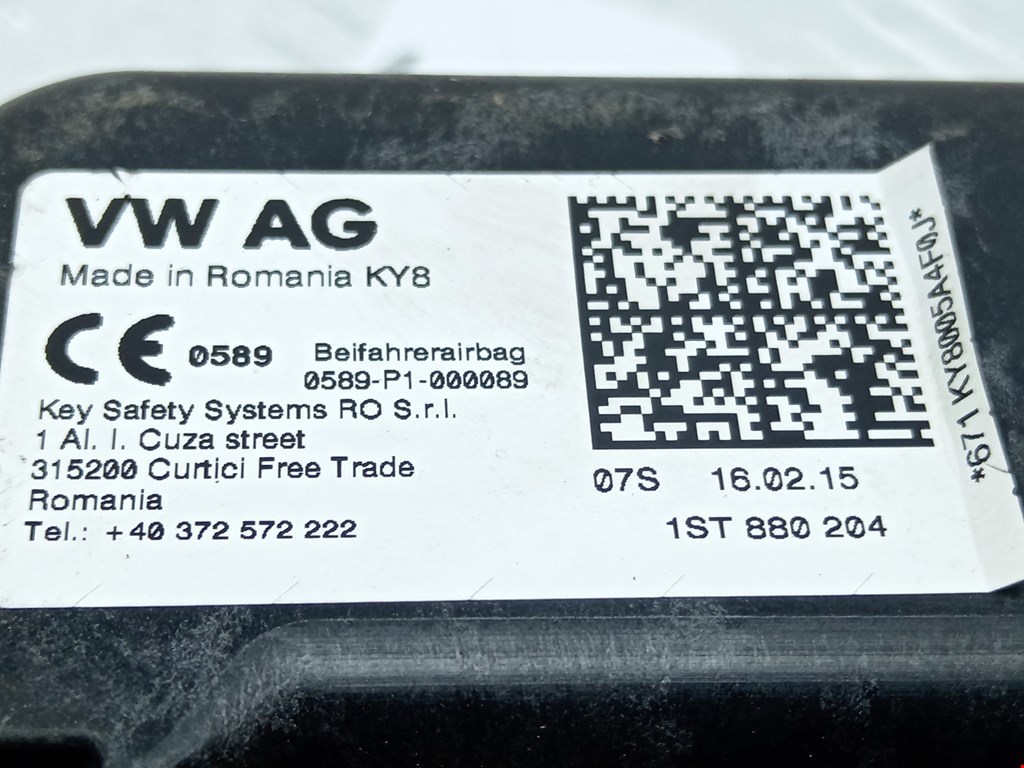 VW AG
Made in Romania KY8
CE 0589 Beifahrerairbag
0589-P1-000089
Key Safety Systems RO S.r.l.
1 Al. I. Cuza street
315200 Curtici Free Trade
Romania
Tel.: +40 372 572 222
07S 16.02.15
1ST 880 204
*671 KY8005A4F0J*